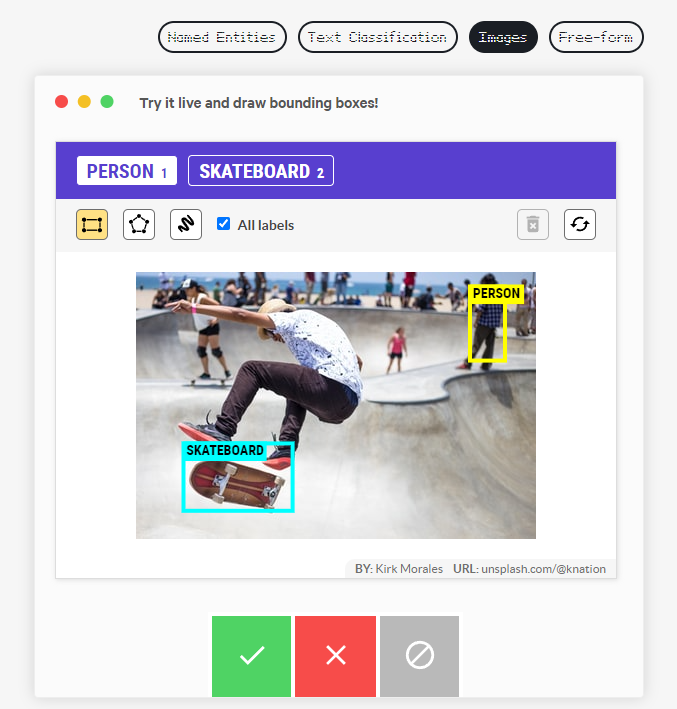 Named Entities Text Classification Images Free-form
Try it live and draw bounding boxes!
PERSON 1 SKATEBOARD 2
All labels
PERSON
SKATEBOARD
BY: Kirk Morales URL: unsplash.com/@knation